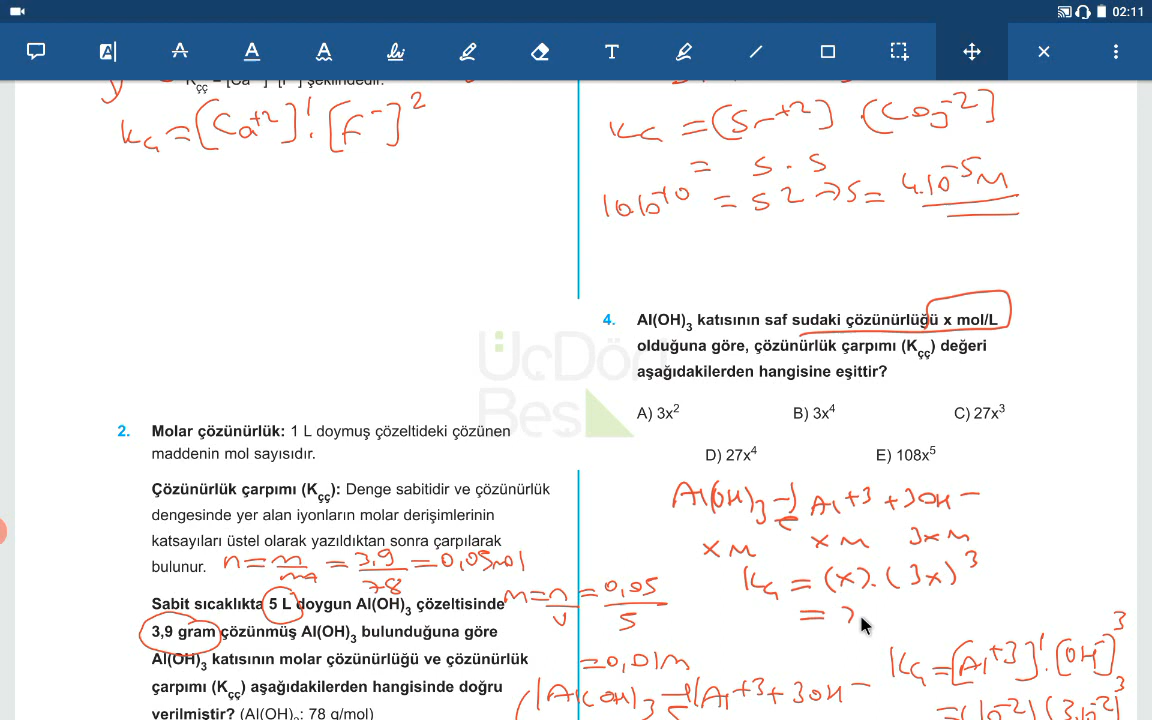 02:11
Kçç = [Ca ] [F ] şeklindedir.
Kç = [Ca+2]1 . [F-]2
Kç = (Sr+2] . (CO3-2]
= S . S
= S2 → S = 4.10-5 M
ÜçDört
Beş
4. Al(OH)3 katısının saf sudaki çözünürlüğü x mol/L
olduğuna göre, çözünürlük çarpımı (Kçç) değeri
aşağıdakilerden hangisine eşittir?
A) 3x2 B) 3x4 C) 27x3
D) 27x4 E) 108x5
Al(OH)3 ⇌ Al+3 + 3OH-
x M x M 3x M
Kç = (x).(3x)3
= 2
2. Molar çözünürlük: 1 L doymuş çözeltideki çözünen
maddenin mol sayısıdır.
Çözünürlük çarpımı (Kçç): Denge sabitidir ve çözünürlük
dengesinde yer alan iyonların molar derişimlerinin
katsayıları üstel olarak yazıldıktan sonra çarpılarak
bulunur. n = m/ma = 3,9/78 = 0,05 mol
Sabit sıcaklıkta 5 L doygun Al(OH)3 çözeltisinde
3,9 gram çözünmüş Al(OH)3 bulunduğuna göre
Al(OH)3 katısının molar çözünürlüğü ve çözünürlük
çarpımı (Kçç) aşağıdakilerden hangisinde doğru
verilmiştir? (Al(OH)3: 78 g/mol)
M = n/v = 0,05/5
= 0,01 M
Al(OH)3 ⇌ Al+3 + 3OH-
Kç = [Al+3]1 . [OH-]3
= (10-2) (3.10-2)3